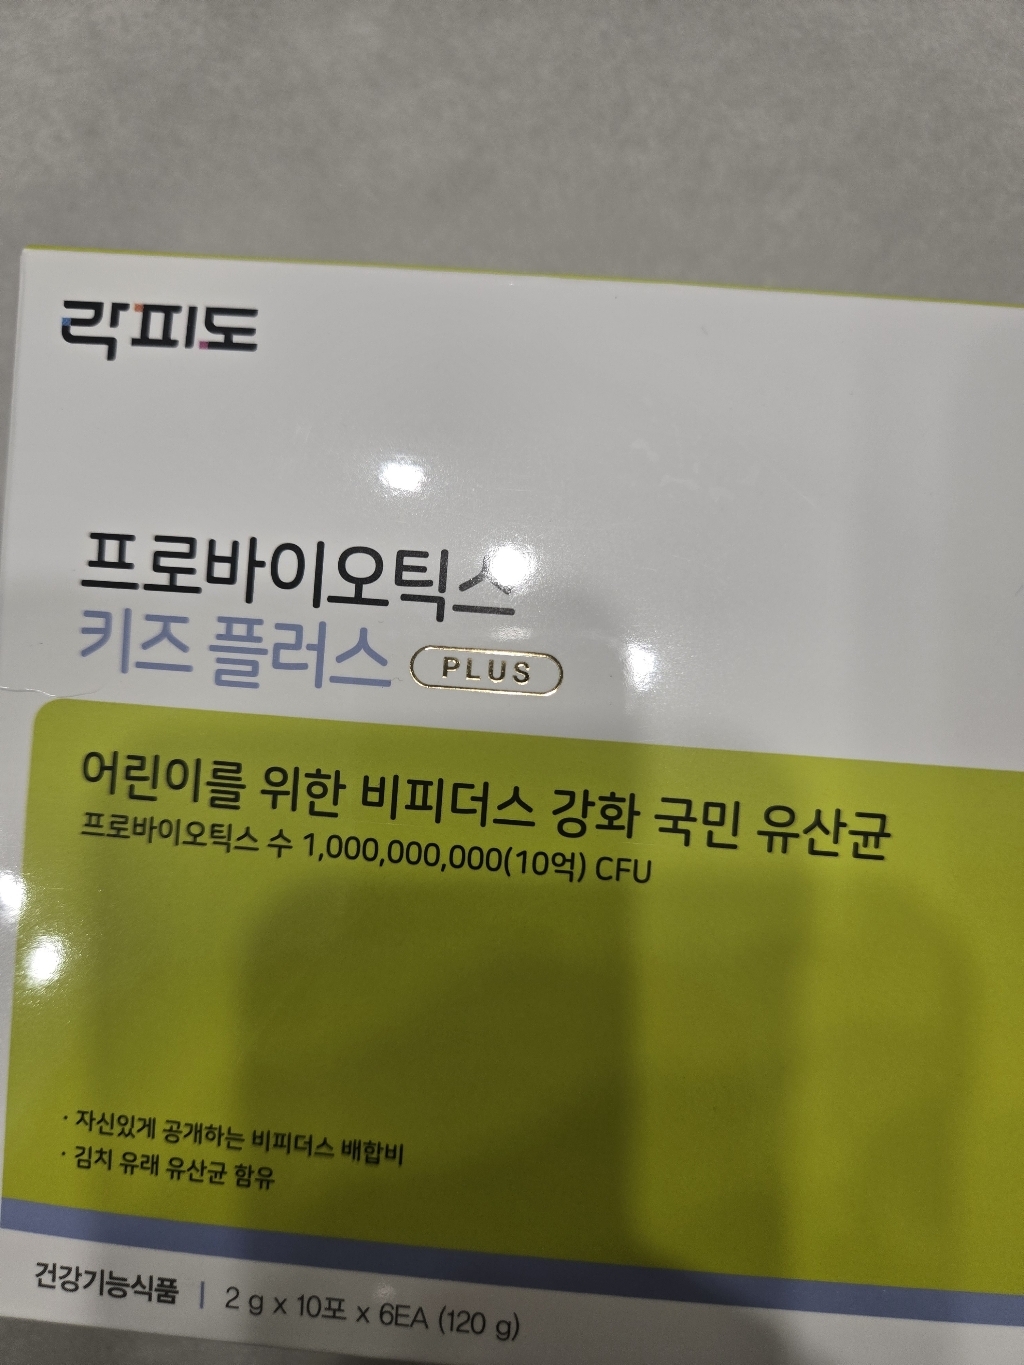 락피도
프로바이오틱스
키즈 플러스 PLUS
어린이를 위한 비피더스 강화 국민 유산균
프로바이오틱스 수 1,000,000,000(10억) CFU
· 자신있게 공개하는 비피더스 배합비
· 김치 유래 유산균 함유
건강기능식품 | 2 g x 10포 x 6EA (120 g)